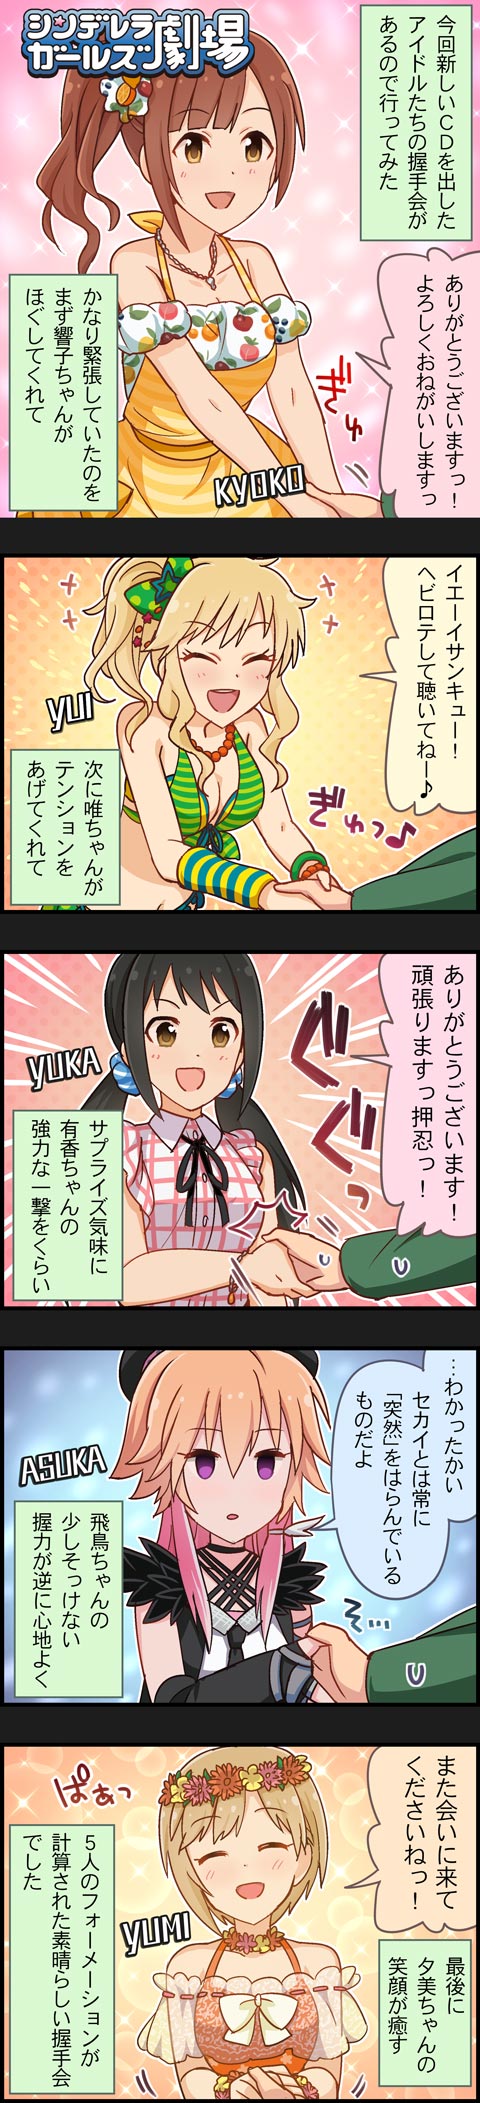 シンデレラ
ガールズ劇場
今回新しいCDを出した
アイドルたちの握手会が
あるので行ってみた
ありがとうございますっ！
よろしくおねがいしますっ
きゅ
かなり緊張していたのを
まず響子ちゃんが
ほぐしてくれて
KYOKO
イエーイサンキュー！
ヘビロテして聴いてねー♪
YUI
ぎゅっ♪
次に唯ちゃんが
テンションを
あげてくれて
ありがとうございます！
頑張りますっ押忍っ！
ぐぐっ
YUKA
サプライズ気味に
有香ちゃんの
強力な一撃をくらい
…わかったかい
セカイとは常に
「突然」をはらんでいる
ものだよ
ASUKA
そ…
飛鳥ちゃんの
少しそっけない
握力が逆に心地よく
また会いに来て
くださいねっ！
ぱあっ
YUMI
最後に
夕美ちゃんの
笑顔が癒す
5人のフォーメーションが
計算された素晴らしい握手会
でした